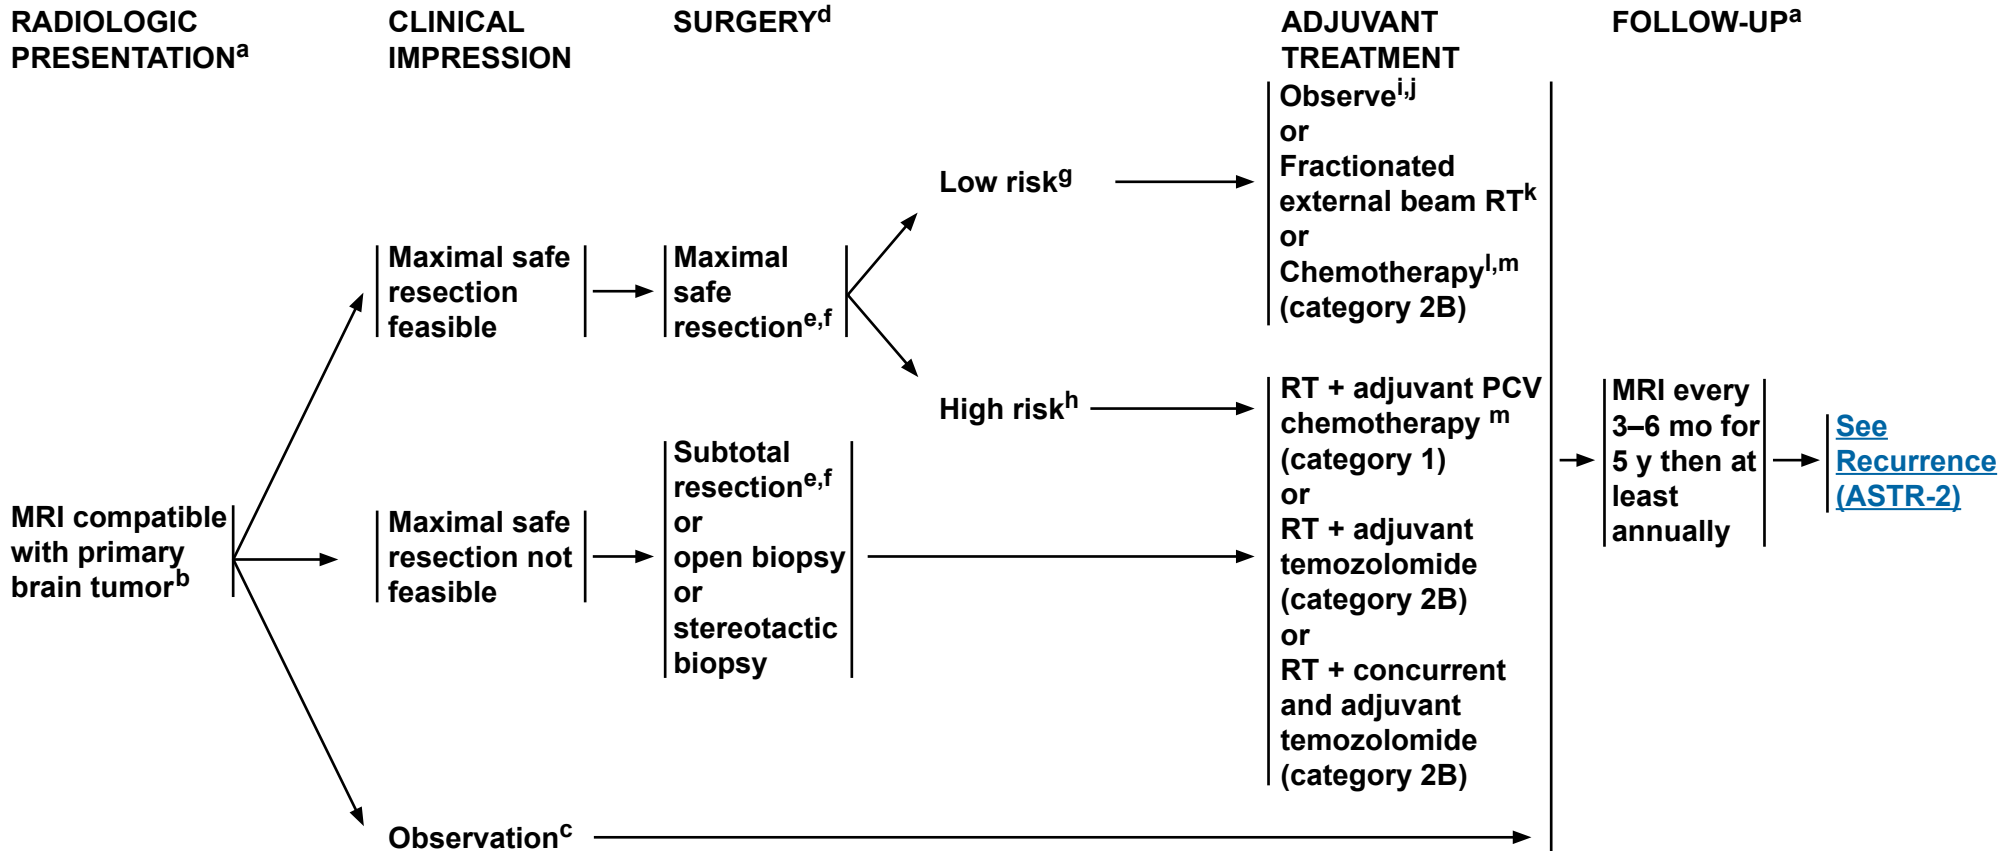 RADIOLOGIC
PRESENTATIONa
CLINICAL
IMPRESSION
SURGERYd
ADJUVANT
TREATMENT
FOLLOW-UPa
MRI compatible
with primary
brain tumorb
Maximal safe
resection
feasible
Maximal
safe
resectione,f
Low riskg
Observei,j
or
Fractionated
external beam RTk
or
Chemotherapyl,m
(category 2B)
High riskh
RT + adjuvant PCV
chemotherapy m
(category 1)
or
RT + adjuvant
temozolomide
(category 2B)
or
RT + concurrent
and adjuvant
temozolomide
(category 2B)
Maximal safe
resection not
feasible
Subtotal
resectione,f
or
open biopsy
or
stereotactic
biopsy
Observationc
MRI every
3–6 mo for
5 y then at
least
annually
See
Recurrence
(ASTR-2)